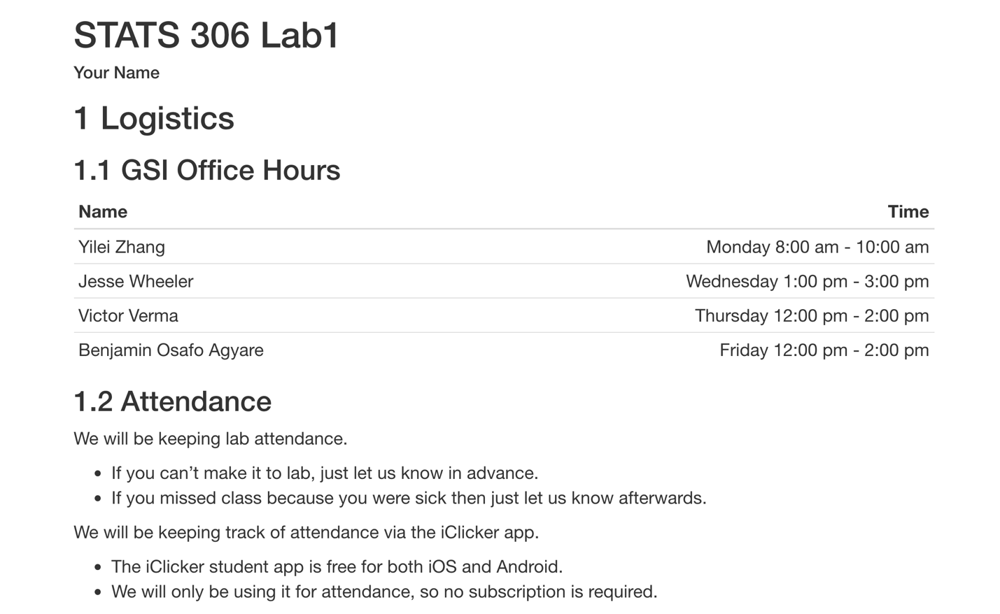 STATS 306 Lab1
Your Name
1 Logistics
1.1 GSI Office Hours
Name Time
Yilei Zhang Monday 8:00 am - 10:00 am
Jesse Wheeler Wednesday 1:00 pm - 3:00 pm
Victor Verma Thursday 12:00 pm - 2:00 pm
Benjamin Osafo Agyare Friday 12:00 pm - 2:00 pm
1.2 Attendance
We will be keeping lab attendance.
• If you can’t make it to lab, just let us know in advance.
• If you missed class because you were sick then just let us know afterwards.
We will be keeping track of attendance via the iClicker app.
• The iClicker student app is free for both iOS and Android.
• We will only be using it for attendance, so no subscription is required.